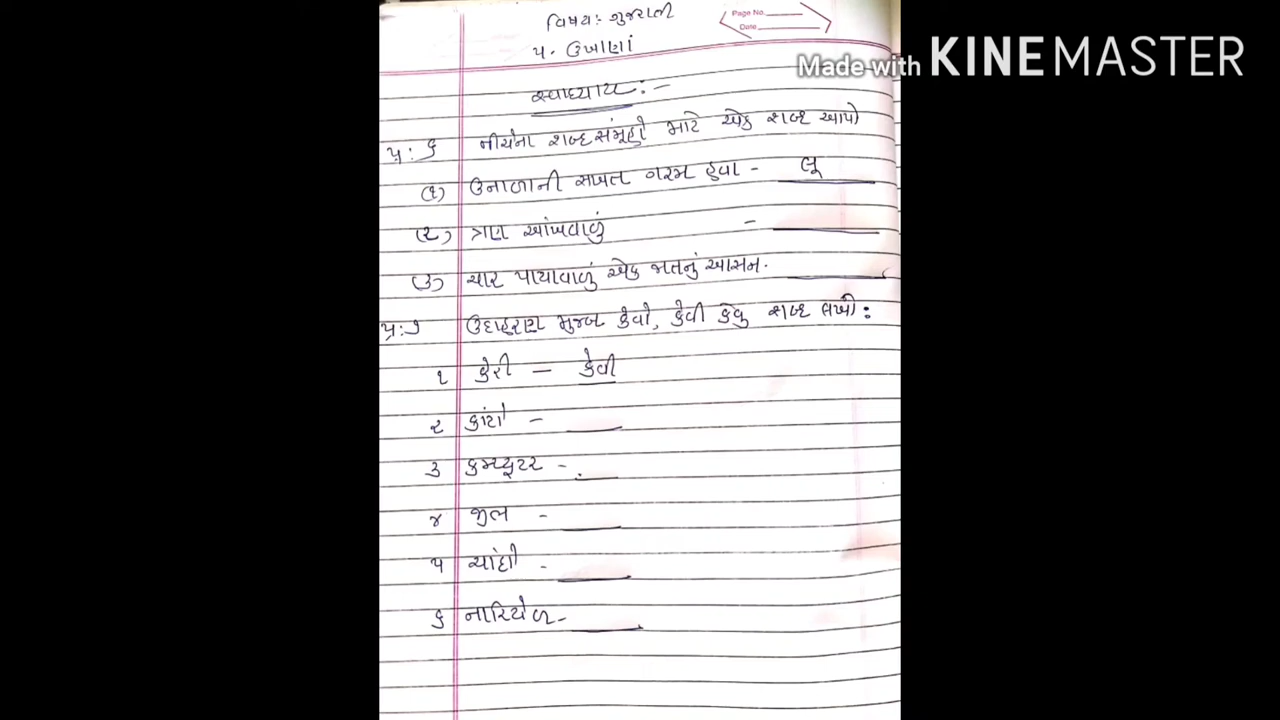 વિષય: ગુજરાતી
Page No.
Date
૫. ઉખાણાં
Made with KINEMASTER
સ્વાધ્યાય:-
પ્ર: ૬ નીચેના શબ્દસમૂહો માટે એક શબ્દ આપો
(૧) ઉનાળાની સખત ગરમ હવા - લૂ
(૨) ત્રણ આંખવાળું -
(૩) ચાર પાયાવાળું એક જાતનું આસન.
પ્ર: ૭ ઉદાહરણ મુજબ કેવો, કેવી કેવુ શબ્દ લખો:
૧ કેરી - કેવી
૨ કાંટો -
૩ કમ્પ્યૂટર -
૪ જીભ -
૫ ચાંદો -
૬ નારિયેળ -